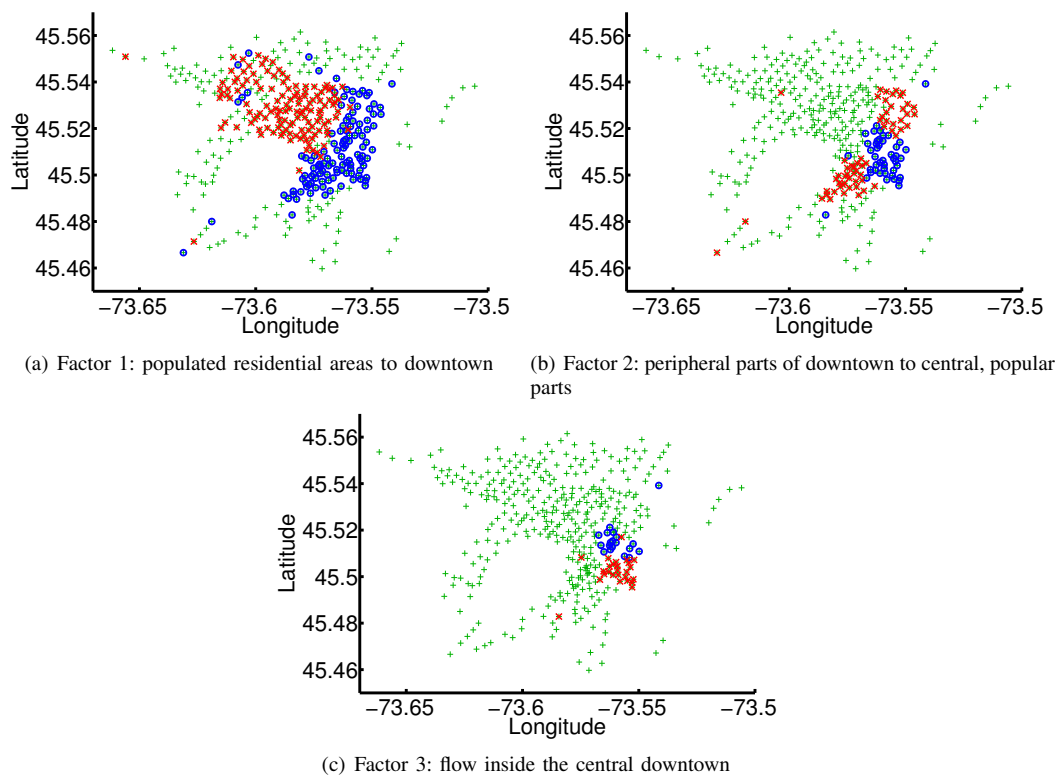 45.56
45.54
45.52
45.5
45.48
45.46
Latitude
−73.65 −73.6 −73.55 −73.5
Longitude
(a) Factor 1: populated residential areas to downtown
45.56
45.54
45.52
45.5
45.48
45.46
Latitude
−73.65 −73.6 −73.55 −73.5
Longitude
(b) Factor 2: peripheral parts of downtown to central, popular
parts
45.56
45.54
45.52
45.5
45.48
45.46
Latitude
−73.65 −73.6 −73.55 −73.5
Longitude
(c) Factor 3: flow inside the central downtown